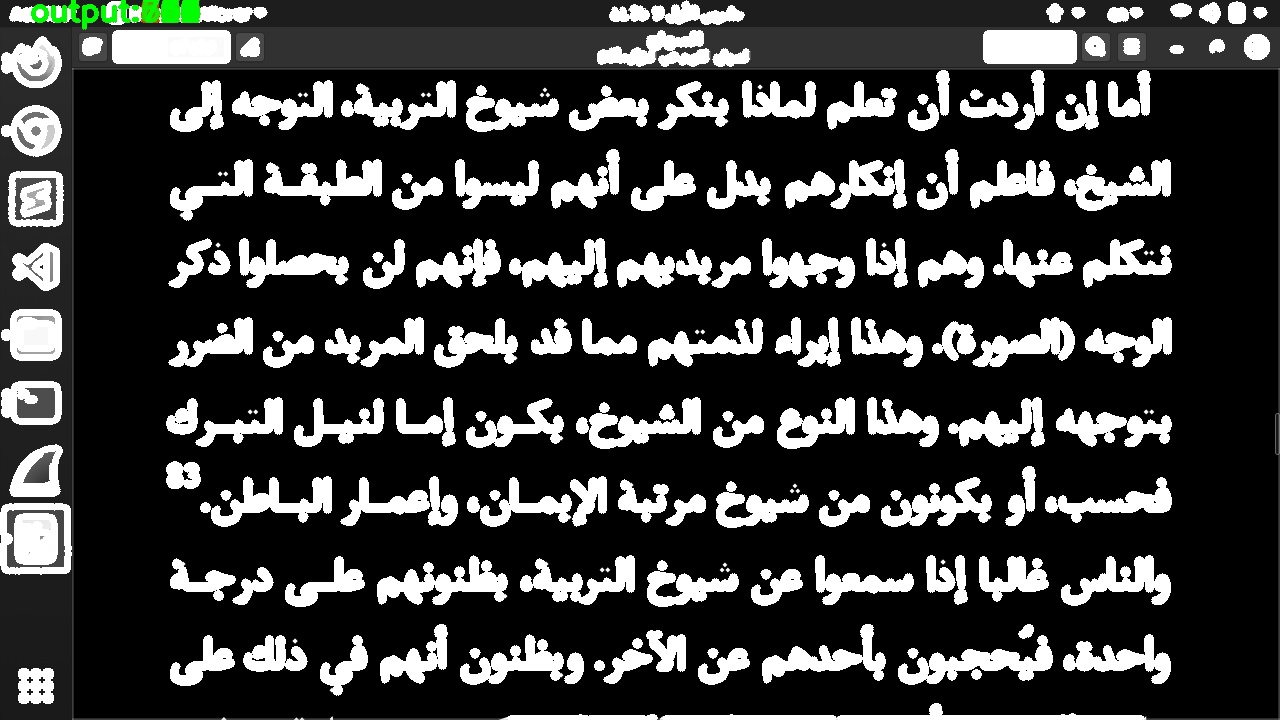 output:
أما إن أردت أن تعلم لماذا ينكر بعض شيوخ التربية، التوجه إلى
الشيخ، فاعلم أن إنكارهم يدل على أنهم ليسوا من الطبقـة التـي
نتكلم عنها. وهم إذا وجهوا مريديهم إليهم، فإنهم لن يحصلوا ذكر
الوجه (الصورة). وهذا إبراء لذمتهم مما قد يلحق المريد من الضرر
بتوجهه إليهم. وهذا النوع من الشيوخ، يكـون إمـا لنيـل التبـرك
فحسب، أو يكونون من شيوخ مرتبة الإيمـان، وإعمـار البـاطن.83
والناس غالبا إذا سمعوا عن شيوخ التربية، يظنونهم علـى درجـة
واحدة، فيُحجبون بأحدهم عن الآخر. ويظنون أنهم في ذلك على